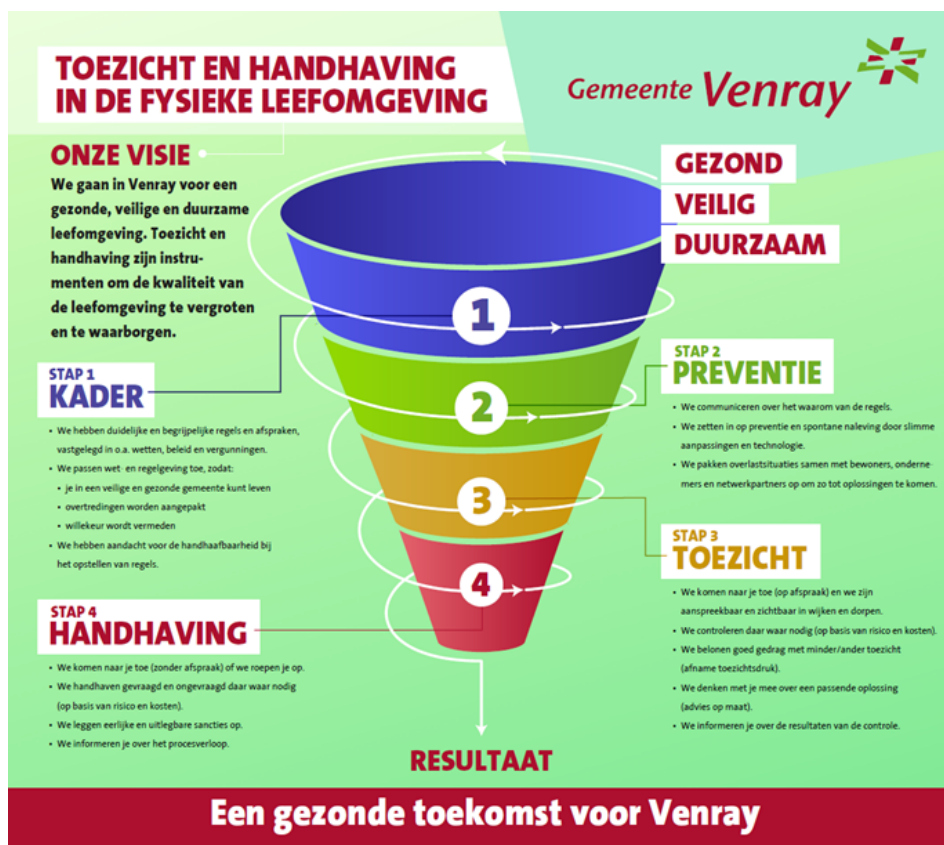 TOEZICHT EN HANDHAVING
IN DE FYSIEKE LEEFOMGEVING
Gemeente Venray
ONZE VISIE
We gaan in Venray voor een
gezonde, veilige en duurzame
leefomgeving. Toezicht en
handhaving zijn instru-
menten om de kwaliteit van
de leefomgeving te vergroten
en te waarborgen.
GEZOND
VEILIG
DUURZAAM
1
2
3
4
STAP 1
KADER
• We hebben duidelijke en begrijpelijke regels en afspraken,
vastgelegd in o.a. wetten, beleid en vergunningen.
• We passen wet- en regelgeving toe, zodat:
• je in een veilige en gezonde gemeente kunt leven
• overtredingen worden aangepakt
• willekeur wordt vermeden
• We hebben aandacht voor de handhaafbaarheid bij
het opstellen van regels.
STAP 2
PREVENTIE
• We communiceren over het waarom van de regels.
• We zetten in op preventie en spontane naleving door slimme
aanpassingen en technologie.
• We pakken overlastsituaties samen met bewoners, onderne-
mers en netwerkpartners op om zo tot oplossingen te komen.
STAP 3
TOEZICHT
• We komen naar je toe (op afspraak) en we zijn
aanspreekbaar en zichtbaar in wijken en dorpen.
• We controleren daar waar nodig (op basis van risico en kosten).
• We belonen goed gedrag met minder/ander toezicht
(afname toezichtsdruk).
• We denken met je mee over een passende oplossing
(advies op maat).
• We informeren je over de resultaten van de controle.
STAP 4
HANDHAVING
• We komen naar je toe (zonder afspraak) of we roepen je op.
• We handhaven gevraagd en ongevraagd daar waar nodig
(op basis van risico en kosten).
• We leggen eerlijke en uitlegbare sancties op.
• We informeren je over het procesverloop.
RESULTAAT
Een gezonde toekomst voor Venray